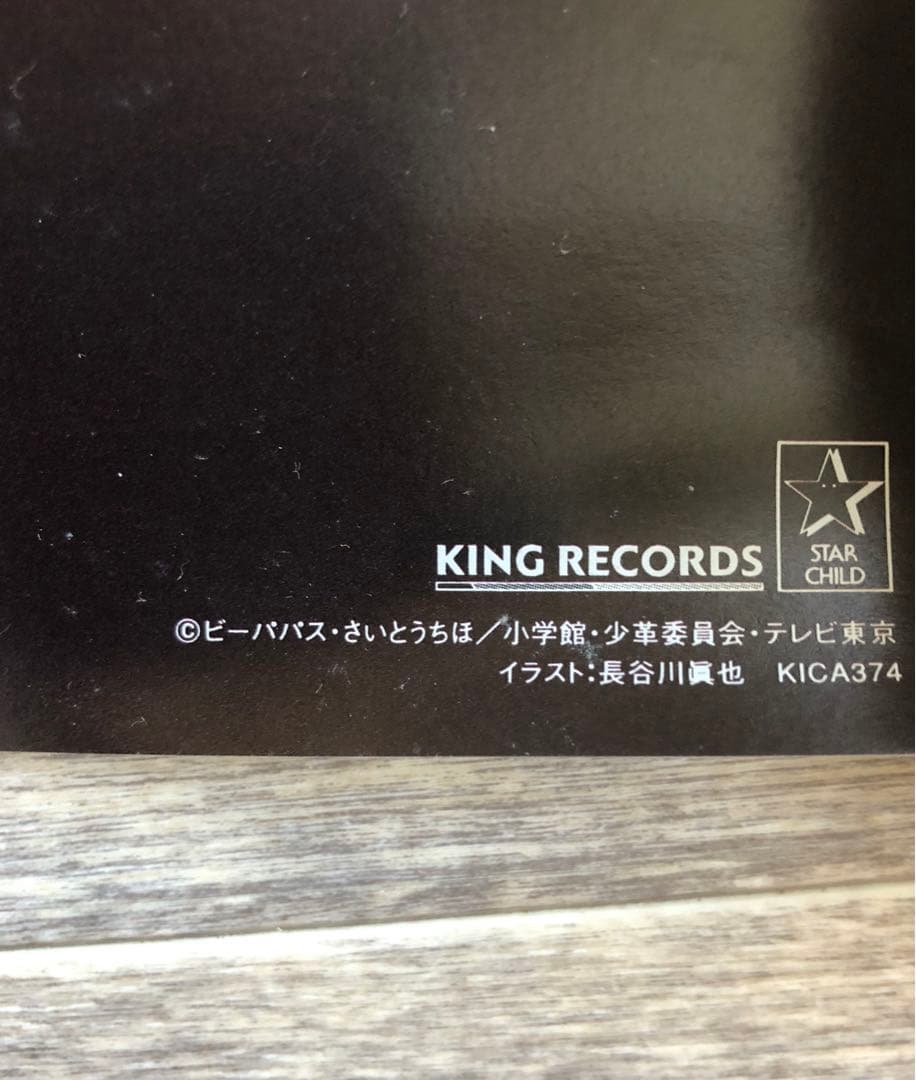 STAR
CHILD
KING RECORDS
©ビーパパス・さいとうちほ／小学館・少革委員会・テレビ東京
イラスト：長谷川眞也 KICA374